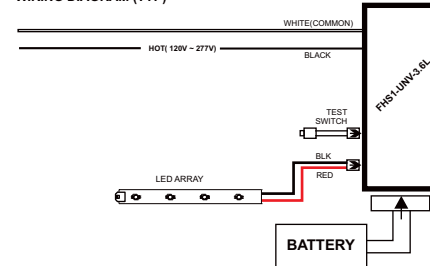 WHITE(COMMON)
HOT( 120V ~ 277V)
BLACK
FHS1-UNV-3.6L
TEST
SWITCH
BLK
RED
LED ARRAY
BATTERY